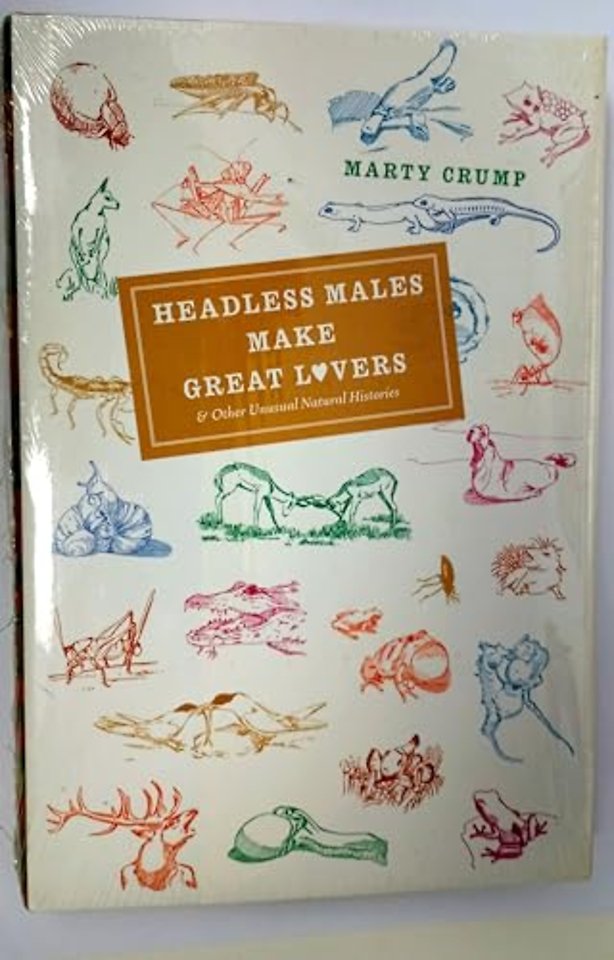 MARTY CRUMP
HEADLESS MALES
MAKE
GREAT L♥VERS
& Other Unusual Natural Histories